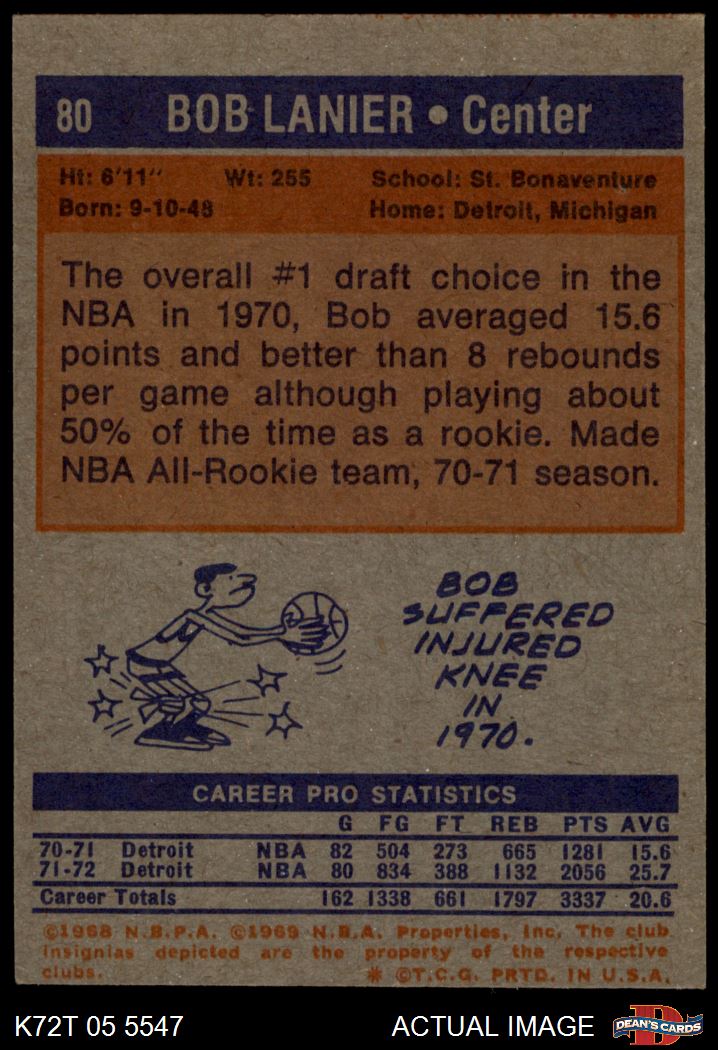 80 BOB LANIER • Center
Ht: 6'11" Wt: 255 School: St. Bonaventure
Born: 9-10-48 Home: Detroit, Michigan
The overall #1 draft choice in the
NBA in 1970, Bob averaged 15.6
points and better than 8 rebounds
per game although playing about
50% of the time as a rookie. Made
NBA All-Rookie team, 70-71 season.
BOB
SUFFERED
INJURED
KNEE
IN
1970.
CAREER PRO STATISTICS
G FG FT REB PTS AVG
70-71 Detroit NBA 82 504 273 665 1281 15.6
71-72 Detroit NBA 80 834 388 1132 2056 25.7
Career Totals 162 1338 661 1797 3337 20.6
©1968 N.B.P.A. ©1969 N.B.A. Properties, Inc. The club
insignias depicted are the property of the respective
clubs. * ©T.C.G. PRTD. IN U.S.A.
K72T 05 5547 ACTUAL IMAGE DEAN'S CARDS